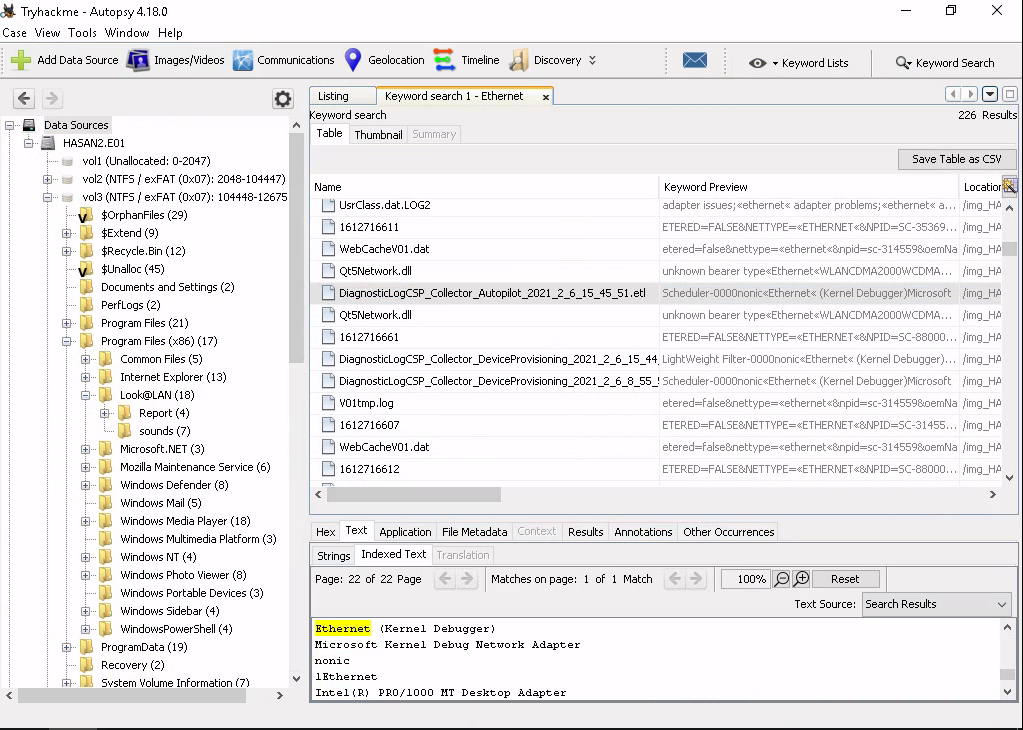 Tryhackme - Autopsy 4.18.0
Case View Tools Window Help
Add Data Source Images/Videos Communications Geolocation Timeline Discovery Keyword Lists Keyword Search
Listing Keyword search 1 - Ethernet x
Keyword search 226 Results
Table Thumbnail Summary
Save Table as CSV
Data Sources
HASAN2.E01
vol1 (Unallocated: 0-2047)
vol2 (NTFS / exFAT (0x07): 2048-104447)
vol3 (NTFS / exFAT (0x07): 104448-12675
$OrphanFiles (29)
$Extend (9)
$Recycle.Bin (12)
$Unalloc (45)
Documents and Settings (2)
PerfLogs (2)
Program Files (21)
Program Files (x86) (17)
Common Files (5)
Internet Explorer (13)
Look@LAN (18)
Report (4)
sounds (7)
Microsoft.NET (3)
Mozilla Maintenance Service (6)
Windows Defender (8)
Windows Mail (5)
Windows Media Player (18)
Windows Multimedia Platform (3)
Windows NT (4)
Windows Photo Viewer (8)
Windows Portable Devices (3)
Windows Sidebar (4)
WindowsPowerShell (4)
ProgramData (19)
Recovery (2)
System Volume Information (7)
Name Keyword Preview Location
UsrClass.dat.LOG2 adapter issues;«ethernet« adapter problems;«ethernet« a... /img_HA
1612716611 ETERED=FALSE&NETTYPE=«ETHERNET«&NPID=SC-35369... /img_HA
WebCacheV01.dat etered=false&nettype=«ethernet«&npid=sc-314559&oemNa /img_HA
Qt5Network.dll unknown bearer type«Ethernet«WLANCDMA2000WCDMA... /img_HA
DiagnosticLogCSP_Collector_Autopilot_2021_2_6_15_45_51.etl Scheduler-0000nonic«Ethernet« (Kernel Debugger)Microsoft /img_HA
Qt5Network.dll unknown bearer type«Ethernet«WLANCDMA2000WCDMA... /img_HA
1612716661 ETERED=FALSE&NETTYPE=«ETHERNET«&NPID=SC-88000... /img_HA
DiagnosticLogCSP_Collector_DeviceProvisioning_2021_2_6_15_44_ LightWeight Filter-0000nonic«Ethernet« (Kernel Debugger)... /img_HA
DiagnosticLogCSP_Collector_DeviceProvisioning_2021_2_6_8_55_5 Scheduler-0000nonic«Ethernet« (Kernel Debugger)Microsoft /img_HA
V01tmp.log etered=false&nettype=«ethernet«&npid=sc-314559&oemNa /img_HA
1612716607 ETERED=FALSE&NETTYPE=«ETHERNET«&NPID=SC-31455... /img_HA
WebCacheV01.dat etered=false&nettype=«ethernet«&npid=sc-314559&oemNa /img_HA
1612716612 ETERED=FALSE&NETTYPE=«ETHERNET«&NPID=SC-88000... /img_HA
Hex Text Application File Metadata Context Results Annotations Other Occurrences
Strings Indexed Text Translation
Page: 22 of 22 Page Matches on page: 1 of 1 Match 100% Reset
Text Source: Search Results
Ethernet (Kernel Debugger)
Microsoft Kernel Debug Network Adapter
nonic
lEthernet
Intel(R) PRO/1000 MT Desktop Adapter